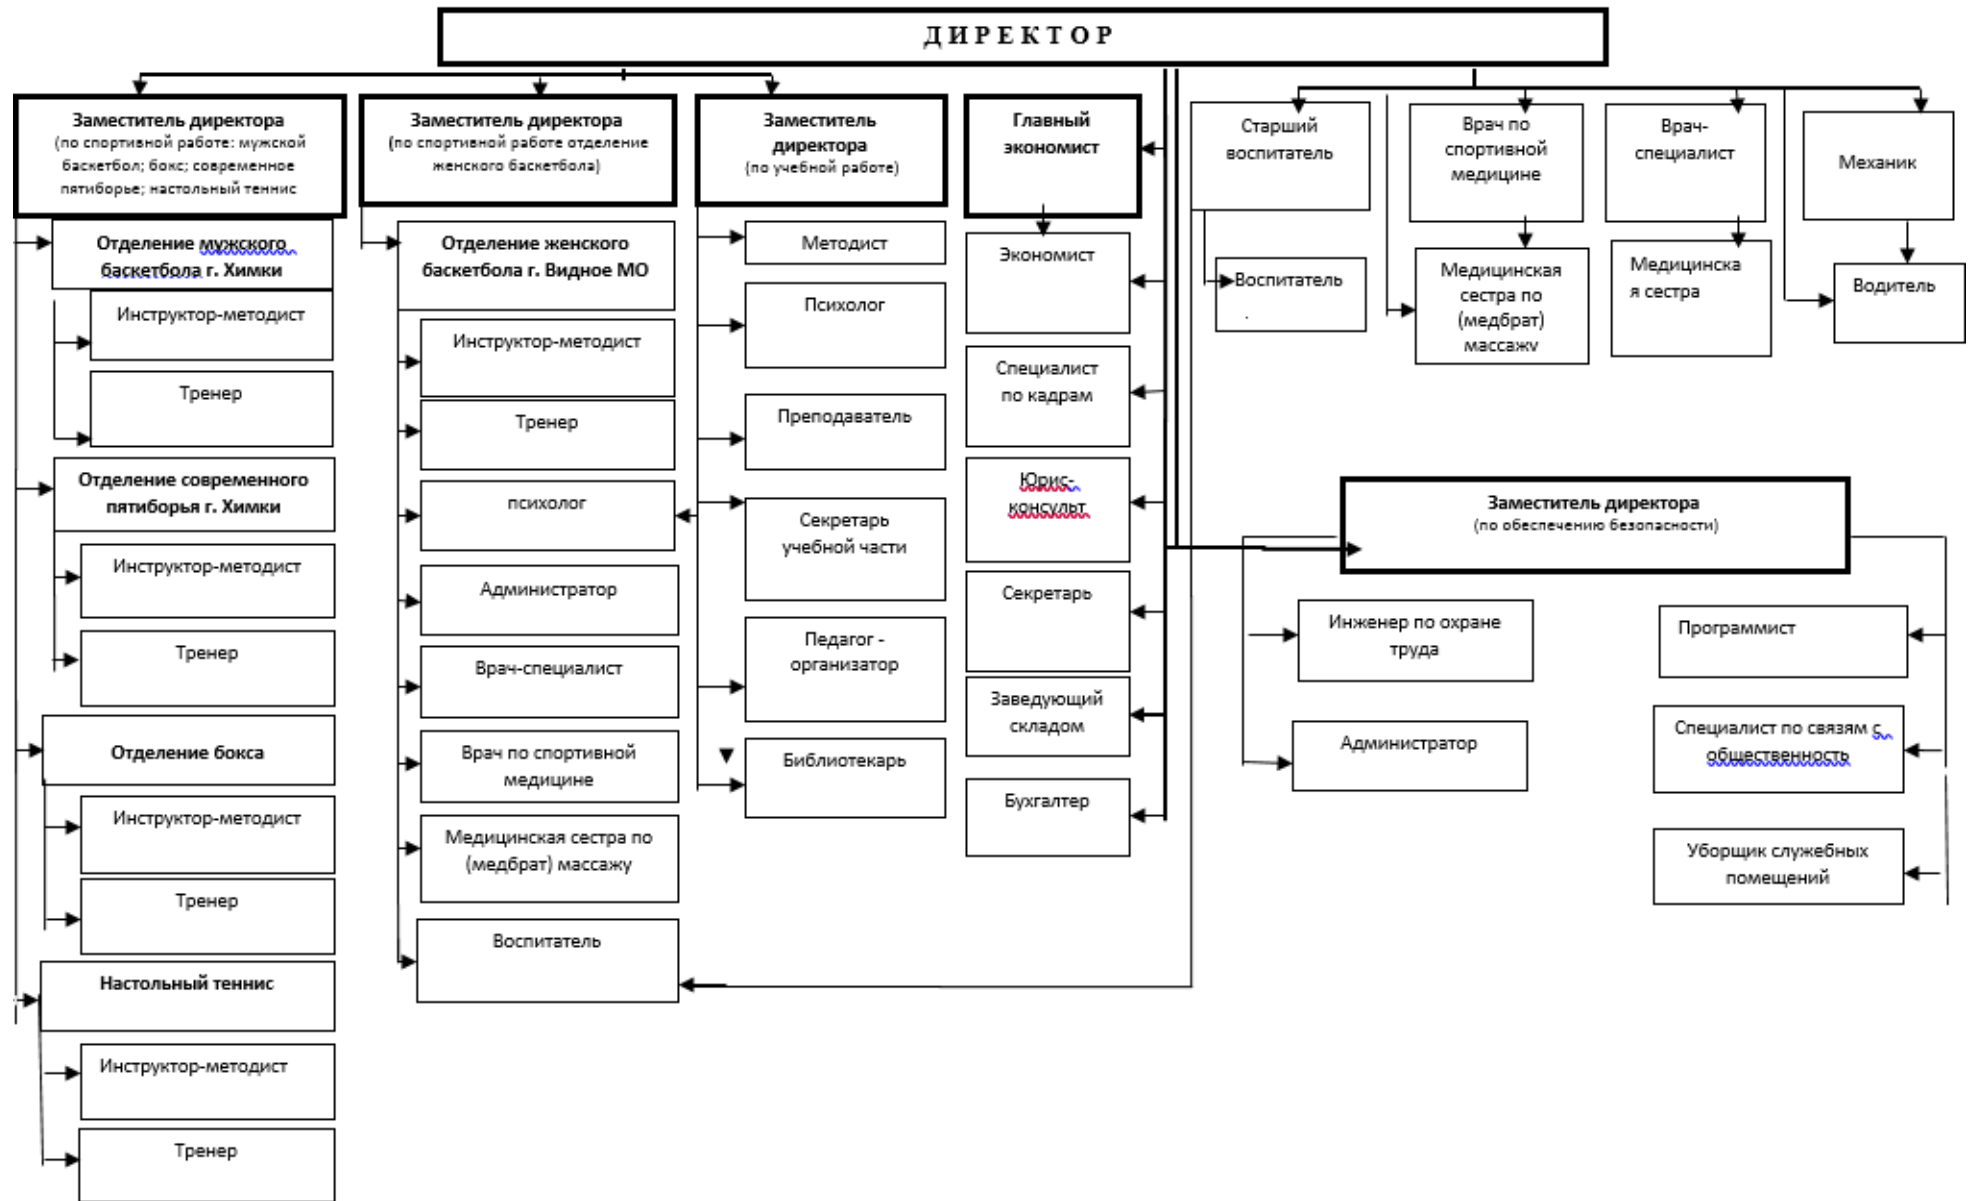 ДИРЕКТОР
Заместитель директора
(по спортивной работе: мужской
баскетбол; бокс; современное
пятиборье; настольный теннис
Отделение мужского
баскетбола г. Химки
Инструктор-методист
Тренер
Отделение современного
пятиборья г. Химки
Инструктор-методист
Тренер
Отделение бокса
Инструктор-методист
Тренер
Настольный теннис
Инструктор-методист
Тренер
Заместитель директора
(по спортивной работе отделение
женского баскетбола)
Отделение женского
баскетбола г. Видное МО
Инструктор-методист
Тренер
психолог
Администратор
Врач-специалист
Врач по спортивной
медицине
Медицинская сестра по
(медбрат) массажу
Воспитатель
Заместитель
директора
(по учебной работе)
Методист
Психолог
Преподаватель
Секретарь
учебной части
Педагог -
организатор
Библиотекарь
Главный
экономист
Экономист
Специалист
по кадрам
Юрис-
консульт
Секретарь
Заведующий
складом
Бухгалтер
Старший
воспитатель
Воспитатель
.
Врач по
спортивной
медицине
Медицинская
сестра по
(медбрат)
массажу
Врач-
специалист
Медицинска
я сестра
Механик
Водитель
Заместитель директора
(по обеспечению безопасности)
Инженер по охране
труда
Администратор
Программист
Специалист по связям с
общественность
Уборщик служебных
помещений